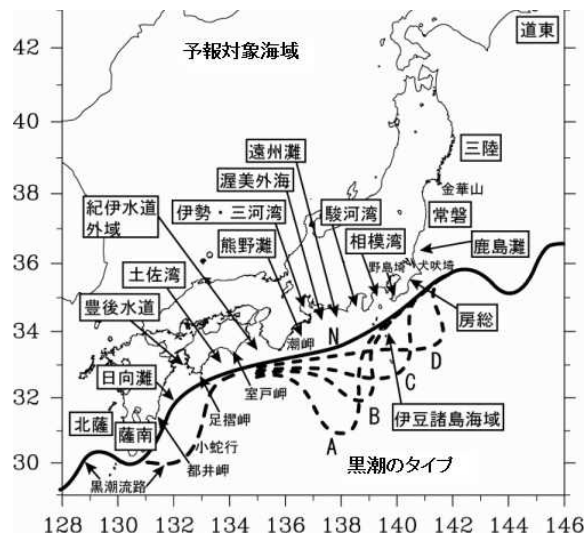 42
40
38
36
34
32
30
128 130 132 134 136 138 140 142 144 146
予報対象海域
道東
三陸
金華山
常磐
鹿島灘
犬吠埼
野島埼
房総
遠州灘
渥美外海
伊勢・三河湾
駿河湾
相模湾
紀伊水道
外域
熊野灘
土佐湾
豊後水道
日向灘
北薩
薩南
潮岬
室戸岬
足摺岬
都井岬
小蛇行
黒潮流路
N
A
B
C
D
伊豆諸島海域
黒潮のタイプ